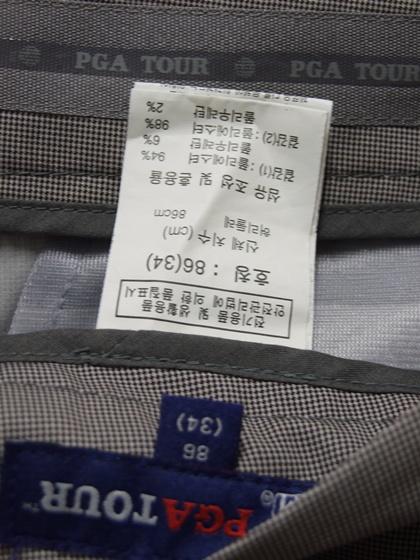 PGA TOUR PGA TOUR
전기용품 및 생활용품
안전관리법에 의한 품질표시
호칭 : 86(34)
신체 치수 (cm)
허리둘레
86cm
섬유 조성 및 혼용율
겉감(1) : 폴리에스터 94%
폴리우레탄 6%
겉감(2) : 폴리에스터 98%
폴리우레탄 2%
86
(34)
PGA TOUR™